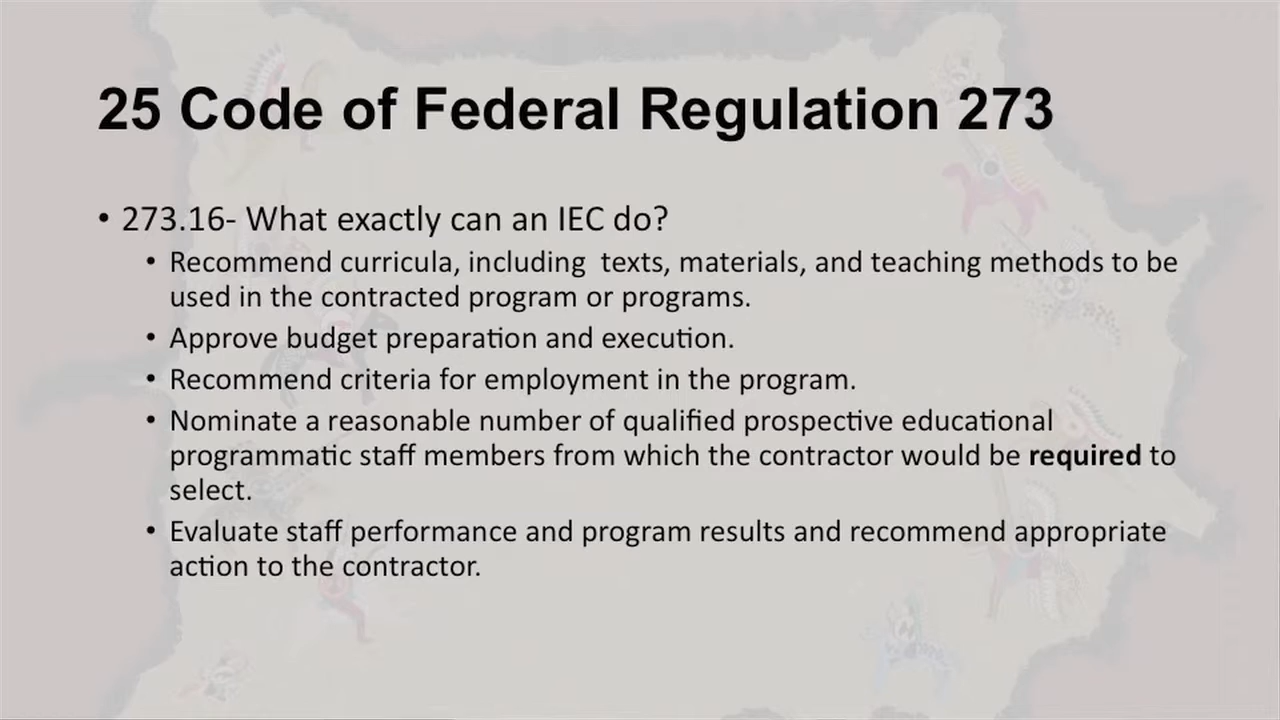 25 Code of Federal Regulation 273
• 273.16- What exactly can an IEC do?
• Recommend curricula, including  texts, materials, and teaching methods to be
used in the contracted program or programs.
• Approve budget preparation and execution.
• Recommend criteria for employment in the program.
• Nominate a reasonable number of qualified prospective educational
programmatic staff members from which the contractor would be required to
select.
• Evaluate staff performance and program results and recommend appropriate
action to the contractor.